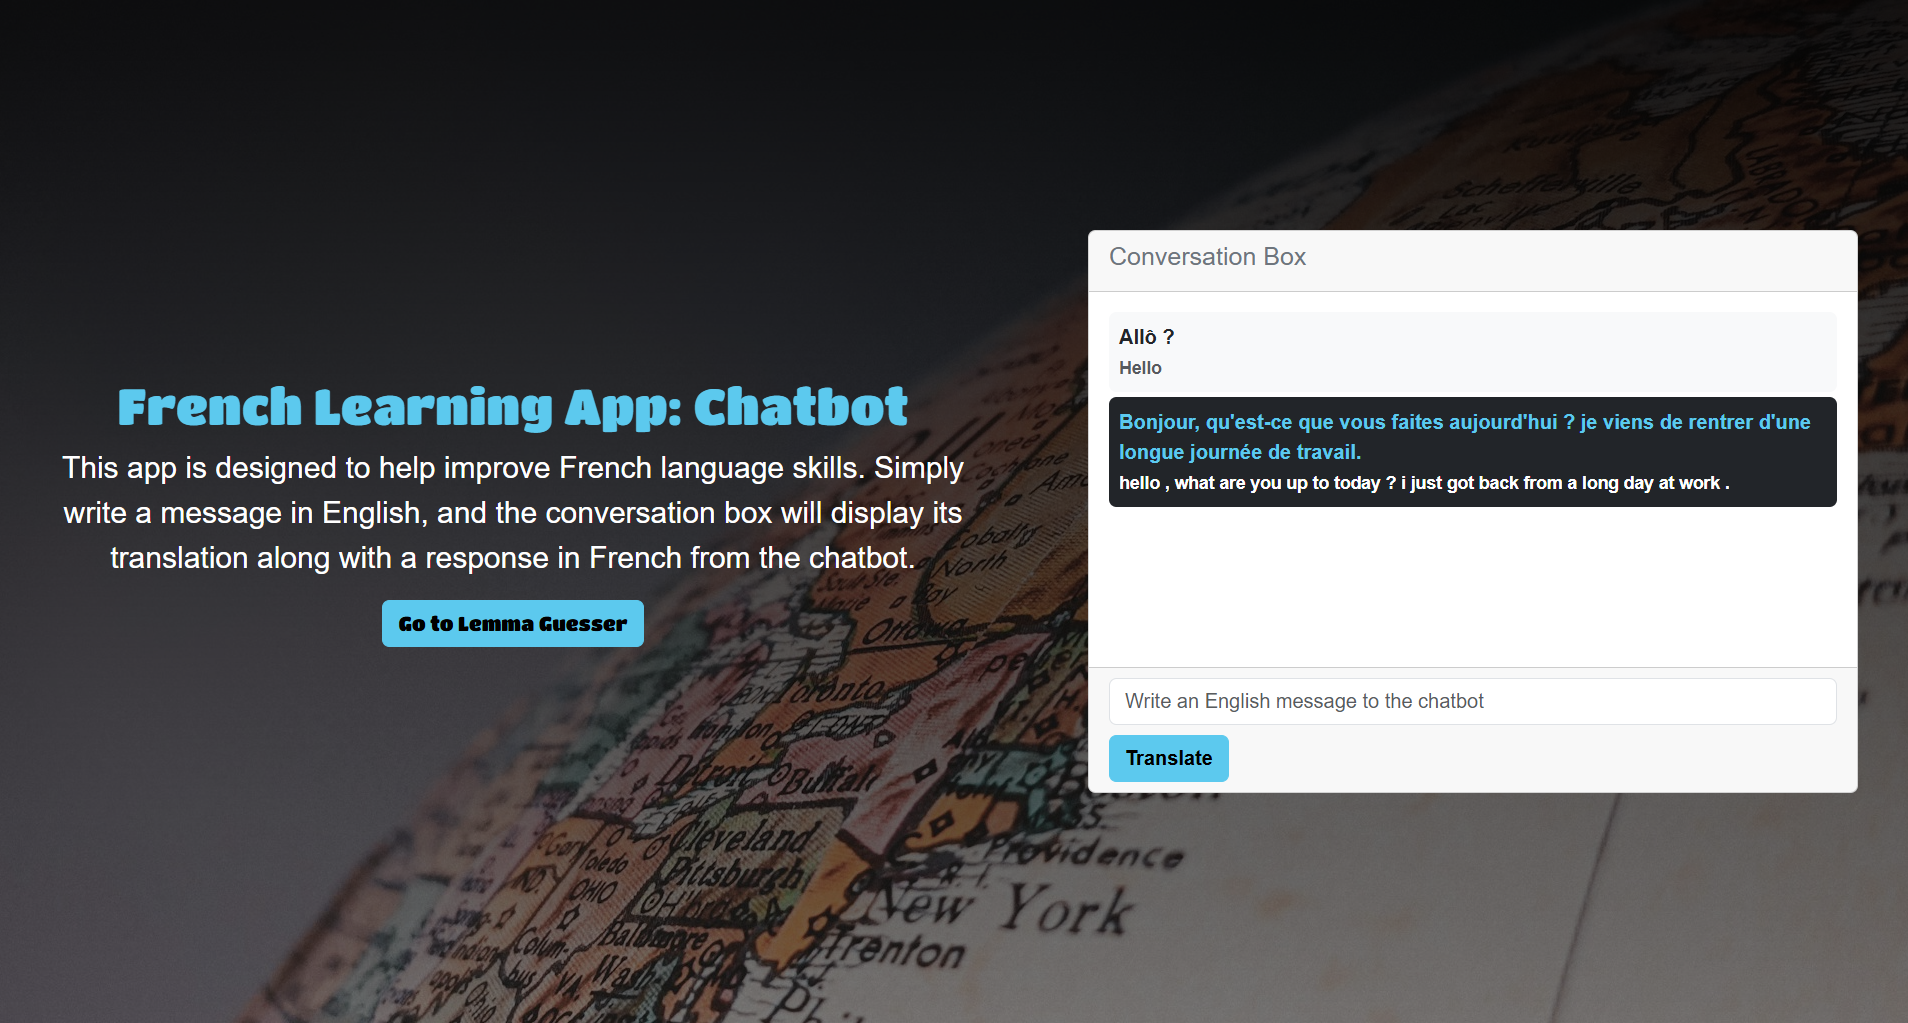 French Learning App: Chatbot
This app is designed to help improve French language skills. Simply
write a message in English, and the conversation box will display its
translation along with a response in French from the chatbot.
Go to Lemma Guesser
Conversation Box
Allô ?
Hello
Bonjour, qu'est-ce que vous faites aujourd'hui ? je viens de rentrer d'une
longue journée de travail.
hello , what are you up to today ? i just got back from a long day at work .
Write an English message to the chatbot
Translate
Schefferville
Lac
Cobalt
North
Ottawa
Toronto
Detroit
Buffalo
Cleveland
Pittsburgh
Toledo
OHIO
Providence
New York
Trenton
Baltimore
Wash